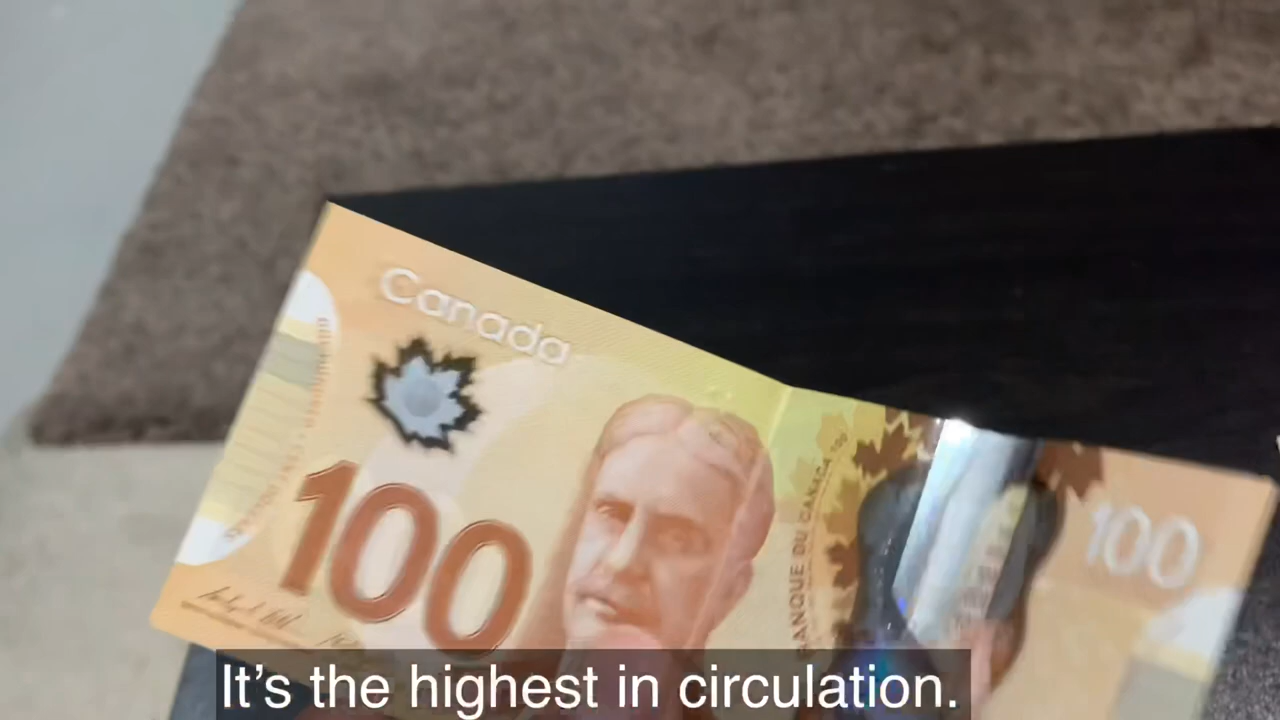 Canada
100
BANQUE DU CANADA
100
It's the highest in circulation.